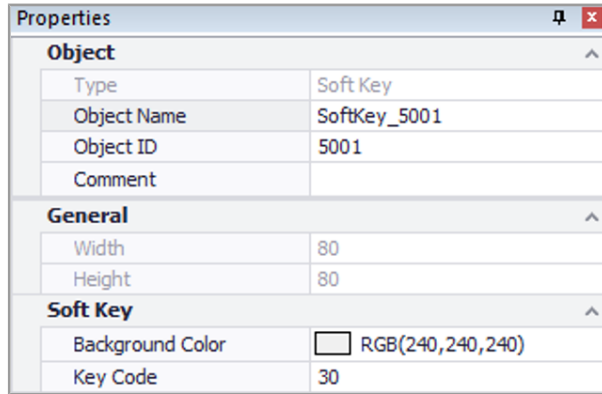 Properties
Object
Type Soft Key
Object Name SoftKey_5001
Object ID 5001
Comment
General
Width 80
Height 80
Soft Key
Background Color RGB(240,240,240)
Key Code 30